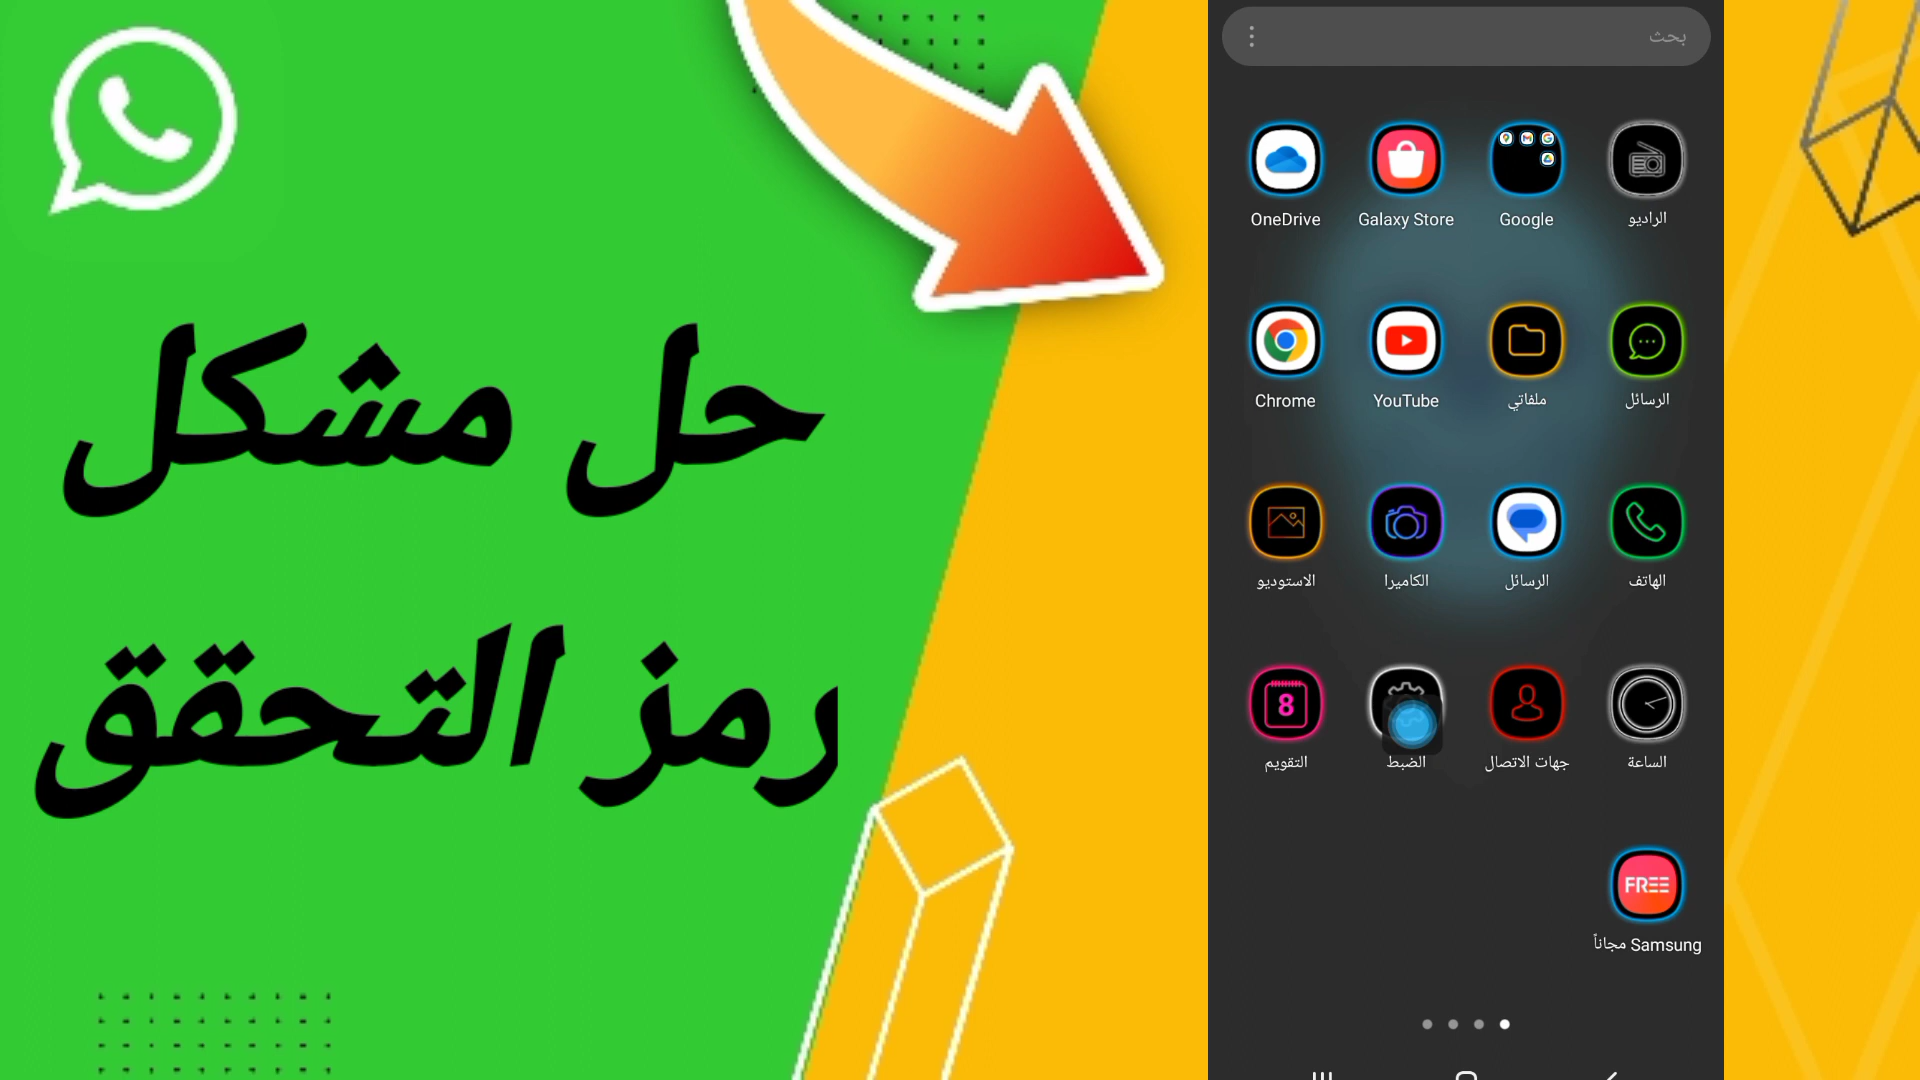 حل مشكل
رمز التحقق
بحث
الراديو
Google
Galaxy Store
OneDrive
الرسائل
ملفاتي
YouTube
Chrome
الهاتف
الرسائل
الكاميرا
الاستوديو
الساعة
جهات الاتصال
الضبط
8
التقويم
FREE
Samsung مجاناً